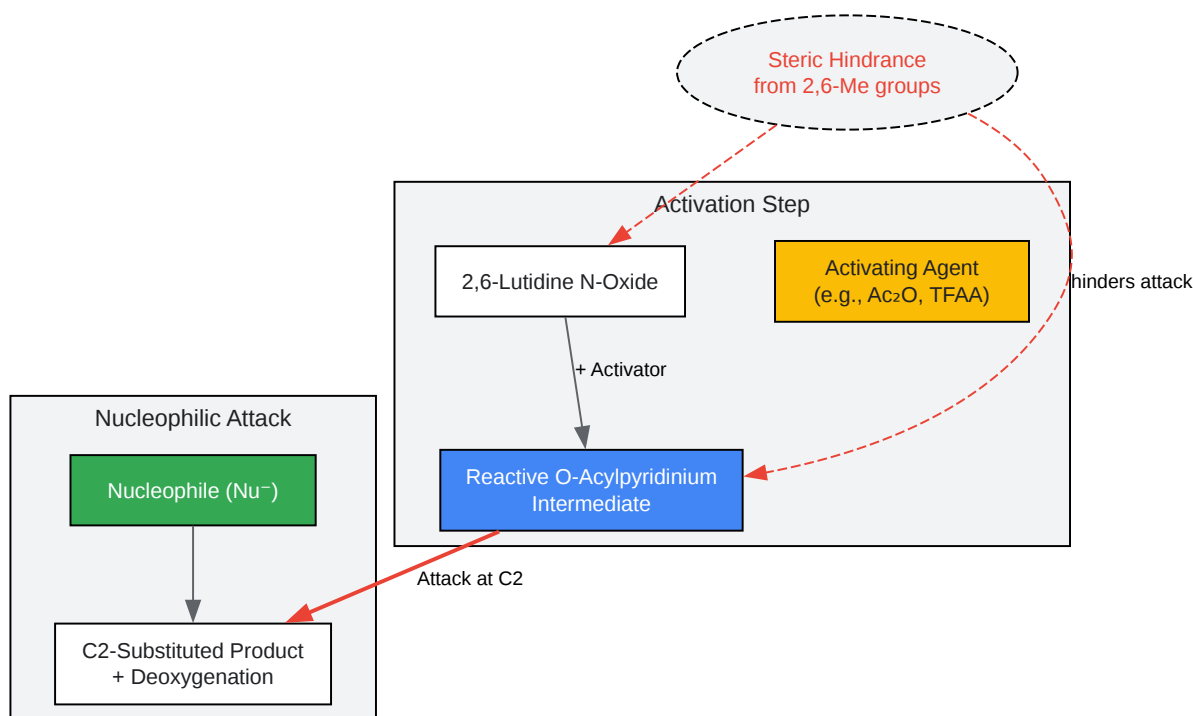 Steric Hindrance
from 2,6-Me groups
Activation Step
2,6-Lutidine N-Oxide
Activating Agent
(e.g., Ac₂O, TFAA)
hinders attack
+ Activator
Nucleophilic Attack
Nucleophile (Nu⁻)
Reactive O-Acylpyridinium
Intermediate
Attack at C2
C2-Substituted Product
+ Deoxygenation